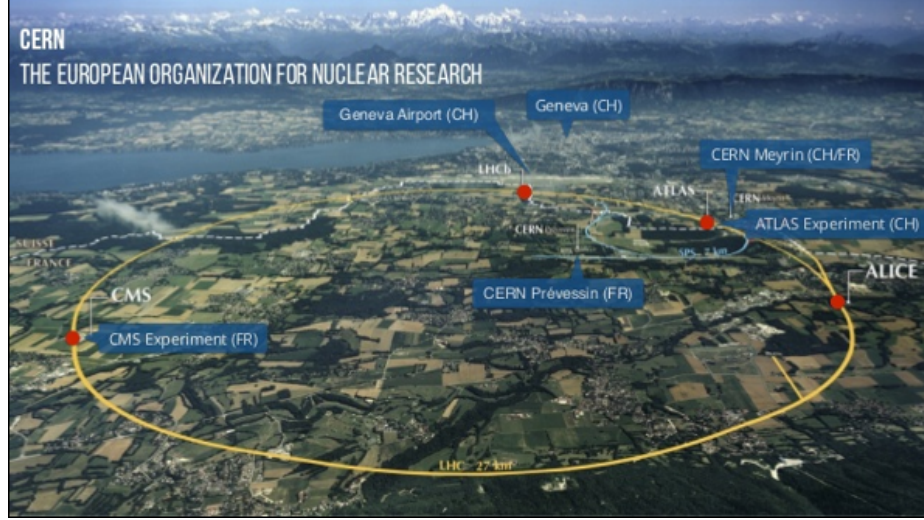 CERN
THE EUROPEAN ORGANIZATION FOR NUCLEAR RESEARCH
Geneva (CH)
Geneva Airport (CH)
CERN Meyrin (CH/FR)
LHCb
ATLAS
CERN
ATLAS Experiment (CH)
CERN
SUISSE
FRANCE
SPS
km
ALICE
CERN Prévessin (FR)
CMS
CMS Experiment (FR)
LHC - 27 km